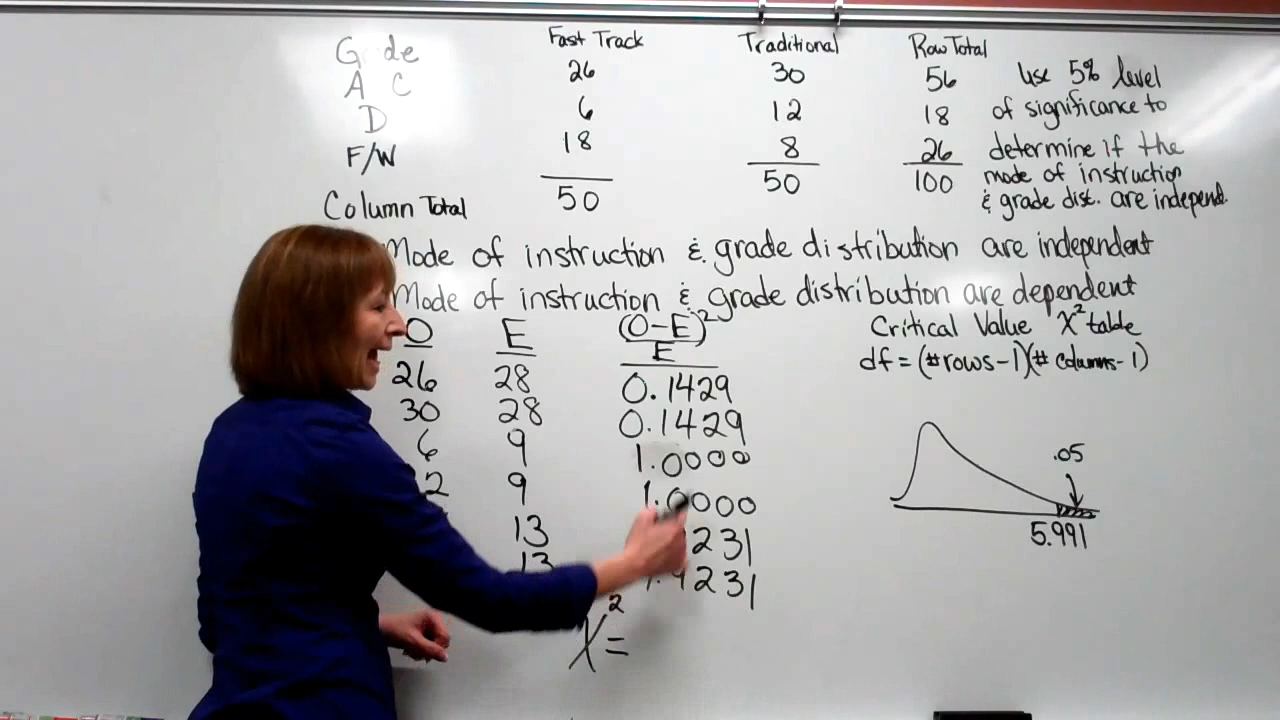 Fast Track Traditional Row Total
Grade 26 30 56 Use 5% level
A C 6 12 18 of significance to
D 18 8 26 determine if the
F/W 50 50 100 mode of instruction
Column Total & grade dist. are independ.
Mode of instruction & grade distribution are independent
Mode of instruction & grade distribution are dependent
O E (O-E)² / E Critical Value X² table
df = (#rows-1)(# columns-1)
26 28 0.1429
30 28 0.1429
6 9 1.0000 .05
2 9 1.0000
13 231 5.991
13 .9231
X² =